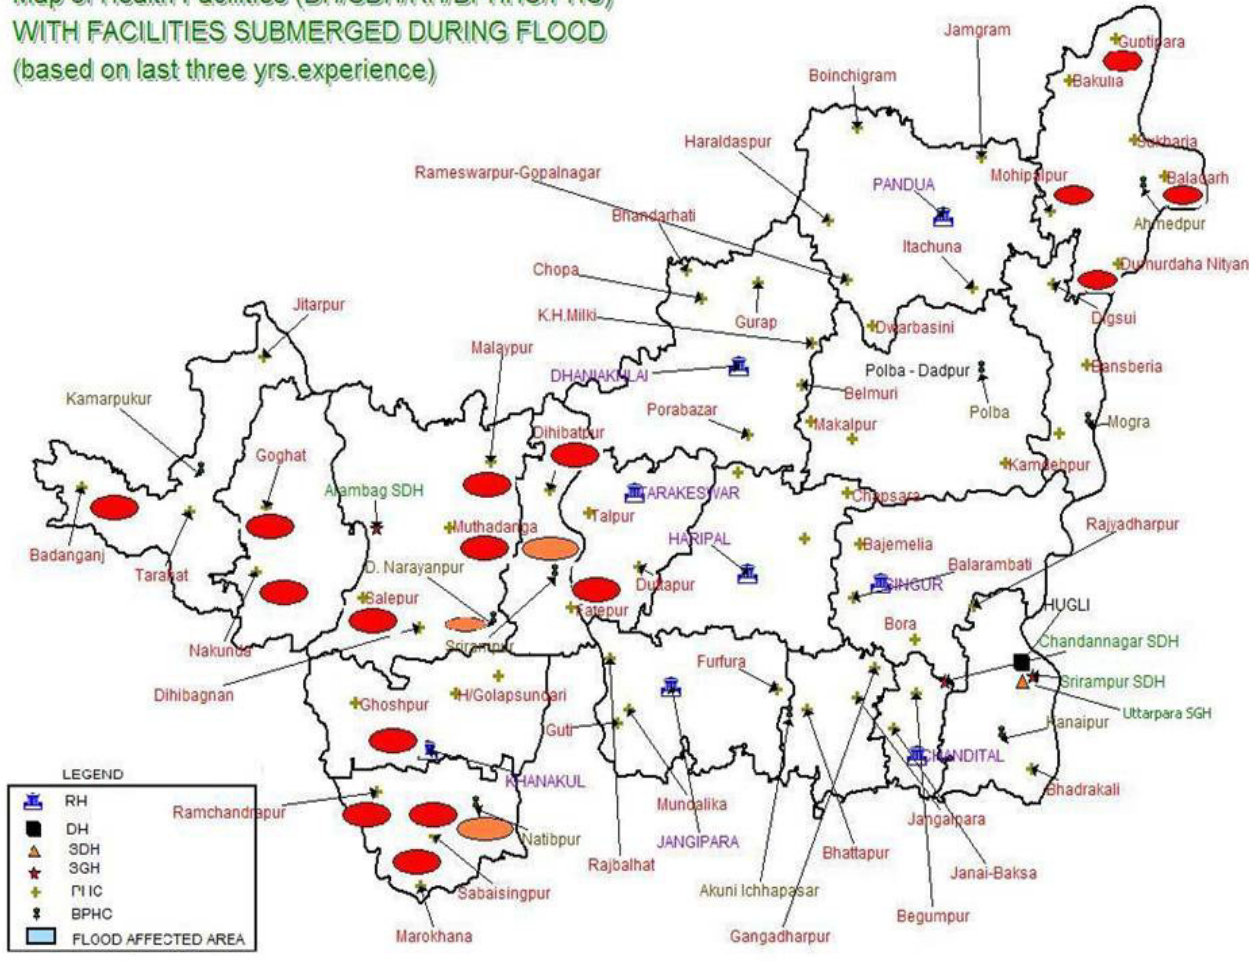 WITH FACILITIES SUBMERGED DURING FLOOD
(based on last three yrs.experience)
Jamgram
Guptipara
Boinchigram
Bakulia
Haraldaspur
Sukharia
Rameswarpur-Gopalnagar
PANDUA
Mohipalpur
Balagarh
Bhandarhati
Ahmedpur
Itachuna
Chopa
Dumurdaha Nityan
Jitarpur
K.H.Milki
Gurap
Dwarbasini
Digsui
Malaypur
DHANIAKHLAI
Polba - Dadpur
Bansberia
Kamarpukur
Belmuri
Polba
Porabazar
Makalpur
Mogra
Dihibatpur
Goghat
Kamdebpur
Arambag SDH
TARAKESWAR
Chapsara
Talpur
Muthadanga
Rajyadharpur
HARIPAL
Bajemelia
Badanganj
Tarahat
D. Narayanpur
Duttapur
Balarambati
SINGUR
Salepur
Fatepur
HUGLI
Bora
Nakunda
Srirampur
Chandannagar SDH
Furfura
Srirampur SDH
Dihibagnan
H/Golapsundari
Ghoshpur
Uttarpara SGH
Guti
Kanaipur
CHANDITAL
LEGEND
KHANAKUL
Bhadrakali
RH
Ramchandrapur
Mundalika
Jangalpara
DH
Natibpur
JANGIPARA
SDH
Bhattapur
SGH
Rajbalhat
Janai-Baksa
PHC
Sabaisingpur
Akuni Ichhapasar
BPHC
Begumpur
FLOOD AFFECTED AREA
Marokhana
Gangadharpur